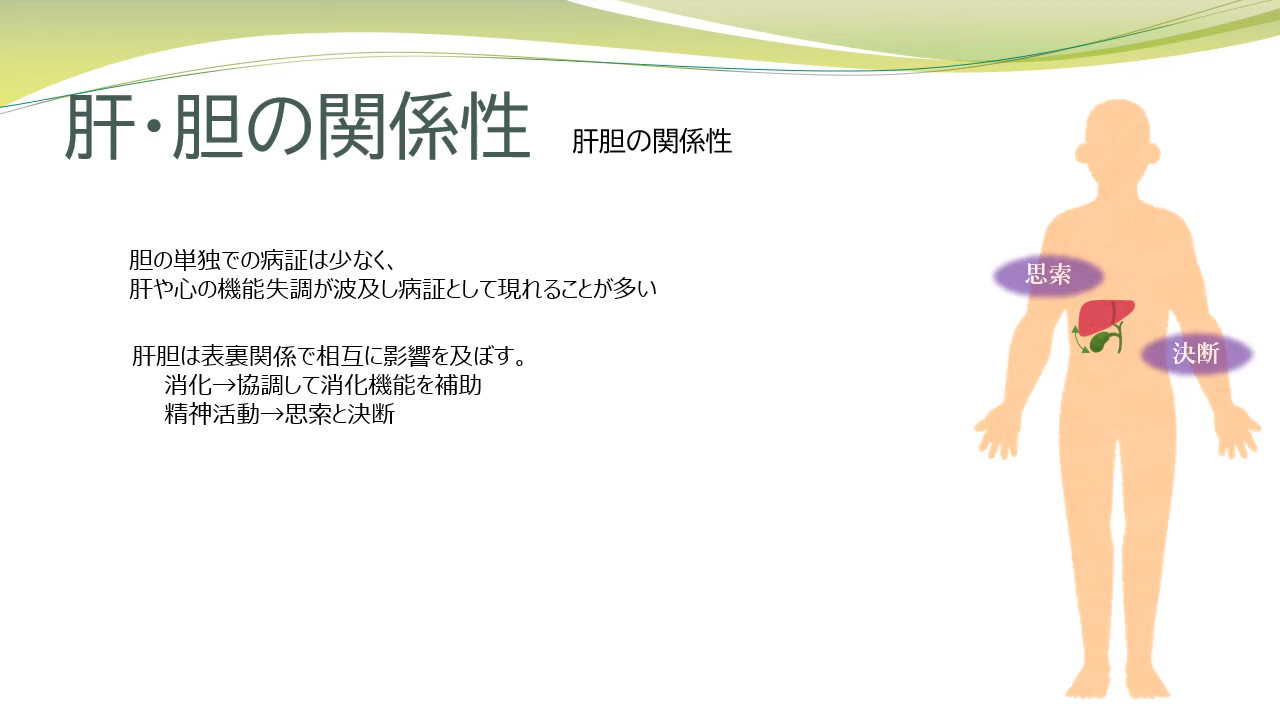 肝・胆の関係性
肝胆の関係性
胆の単独での病証は少なく、
肝や心の機能失調が波及し病証として現れることが多い
肝胆は表裏関係で相互に影響を及ぼす。
消化→協調して消化機能を補助
精神活動→思索と決断
思索
決断